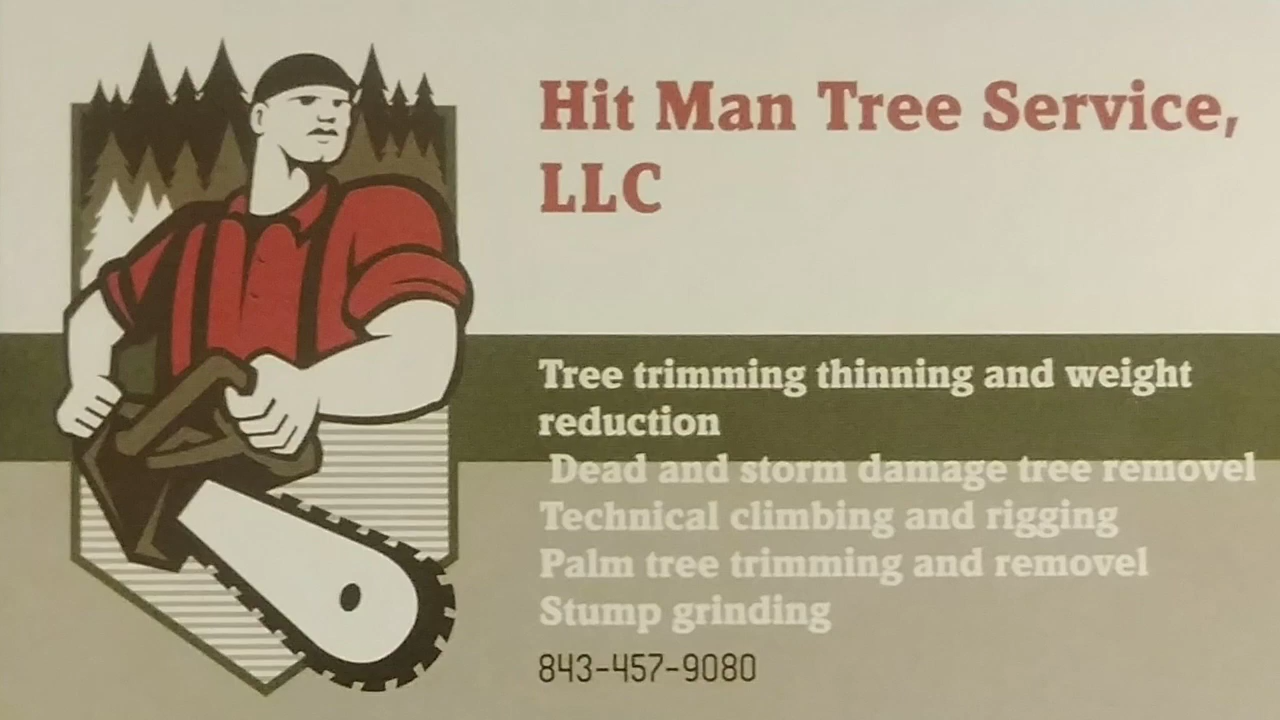 Hit Man Tree Service,
LLC
Tree trimming thinning and weight
reduction
Dead and storm damage tree removel
Technical climbing and rigging
Palm tree trimming and removel
Stump grinding
843-457-9080